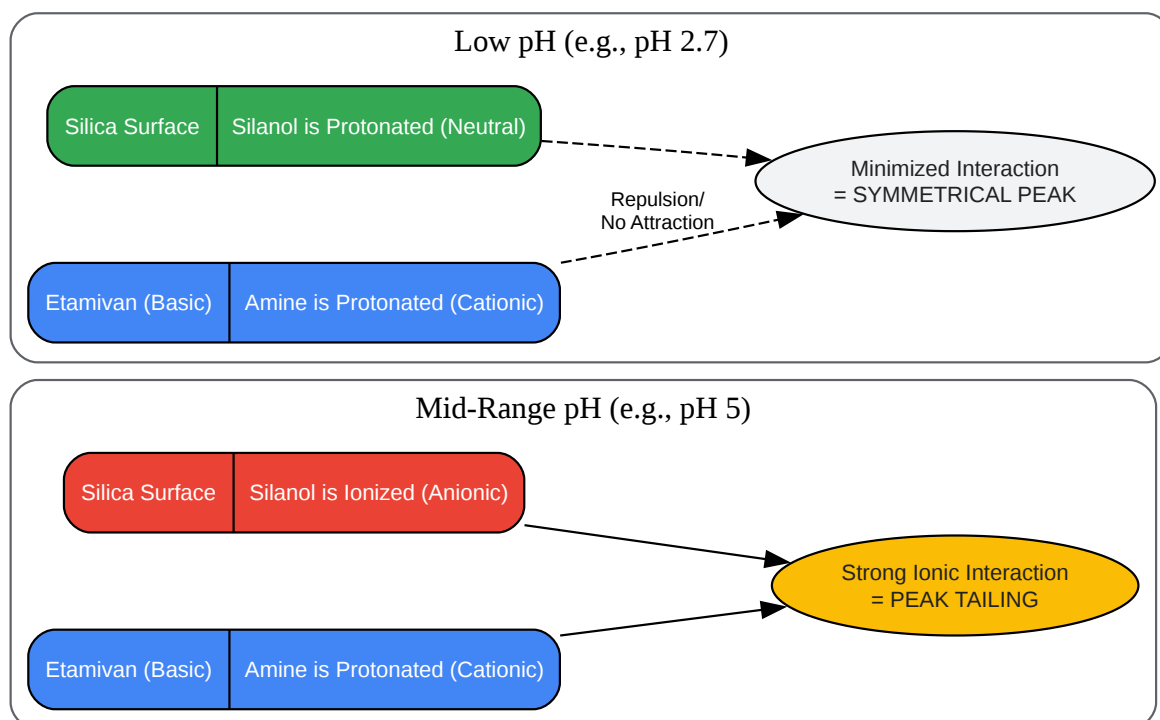 Low pH (e.g., pH 2.7)
Silica Surface
Silanol is Protonated (Neutral)
Minimized Interaction
= SYMMETRICAL PEAK
Repulsion/
No Attraction
Etamivan (Basic)
Amine is Protonated (Cationic)
Mid-Range pH (e.g., pH 5)
Silica Surface
Silanol is Ionized (Anionic)
Strong Ionic Interaction
= PEAK TAILING
Etamivan (Basic)
Amine is Protonated (Cationic)